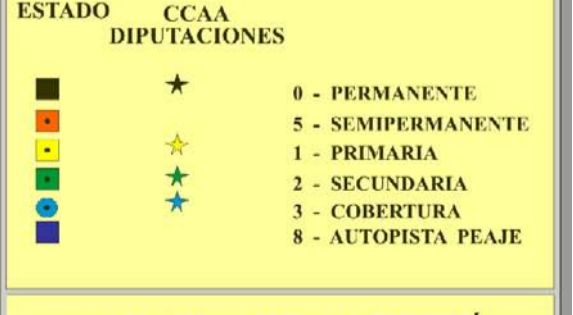 ESTADO CCAA
DIPUTACIONES
0 - PERMANENTE
5 - SEMIPERMANENTE
1 - PRIMARIA
2 - SECUNDARIA
3 - COBERTURA
8 - AUTOPISTA PEAJE